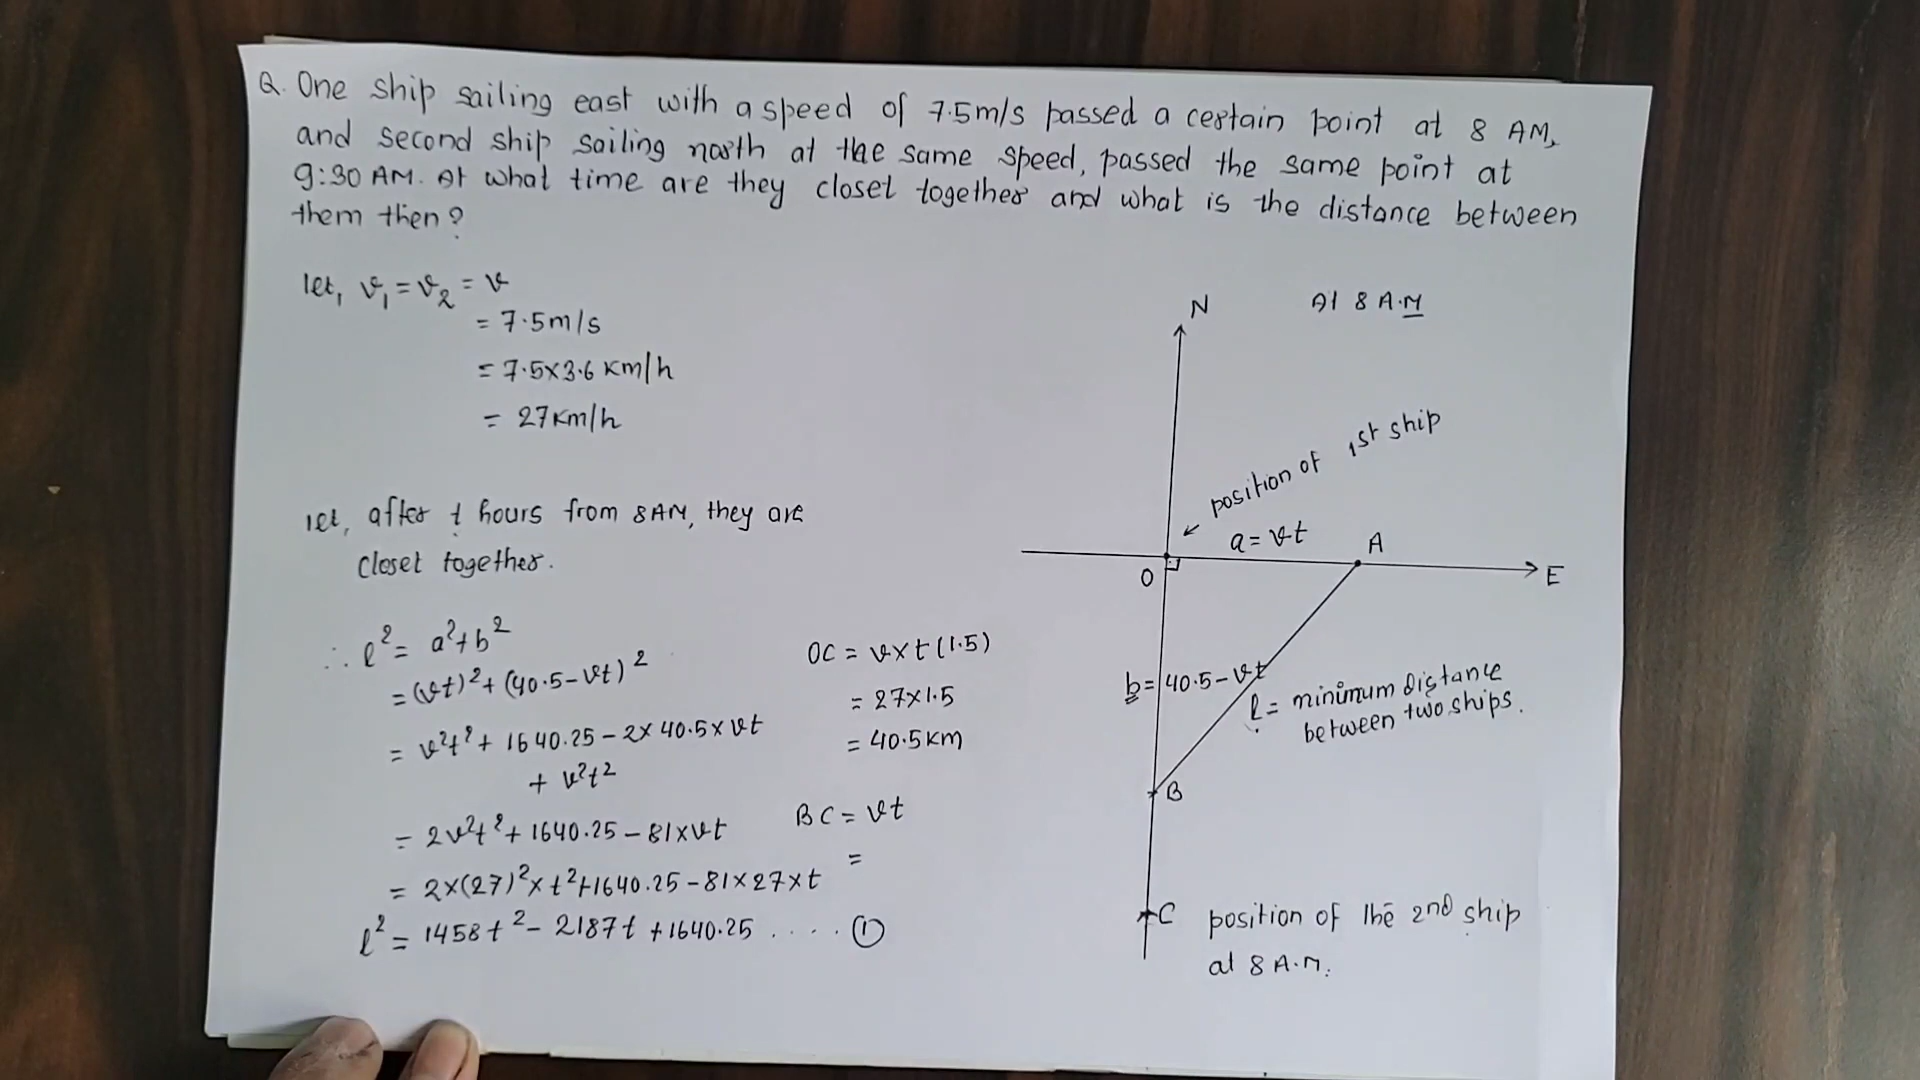 Q. One ship sailing east with a speed of 7.5m/s passed a certain point at 8 AM,
and second ship sailing north at the same speed, passed the same point at
9:30 AM. At what time are they closet together and what is the distance between
them then?
let, v₁ = v₂ = v
= 7.5m/s
= 7.5×3.6 Km/h
= 27Km/h
let, after t hours from 8AM, they are
closet together.
∴ l² = a²+b²
= (vt)²+(40.5-vt)²
= v²t²+ 1640.25-2×40.5×vt
+ v²t²
= 2v²t²+1640.25-81×vt
= 2×(27)²×t²+1640.25-81×27×t
l² = 1458t²-2187t+1640.25 .... ①
OC = v×t(1.5)
= 27×1.5
= 40.5Km
BC = vt
=
N
At 8 A.M
position of 1st ship
a=vt
A
O
E
b=40.5-vt
l= minimum distance
between two ships.
B
C position of the 2nd ship
at 8 A.M.